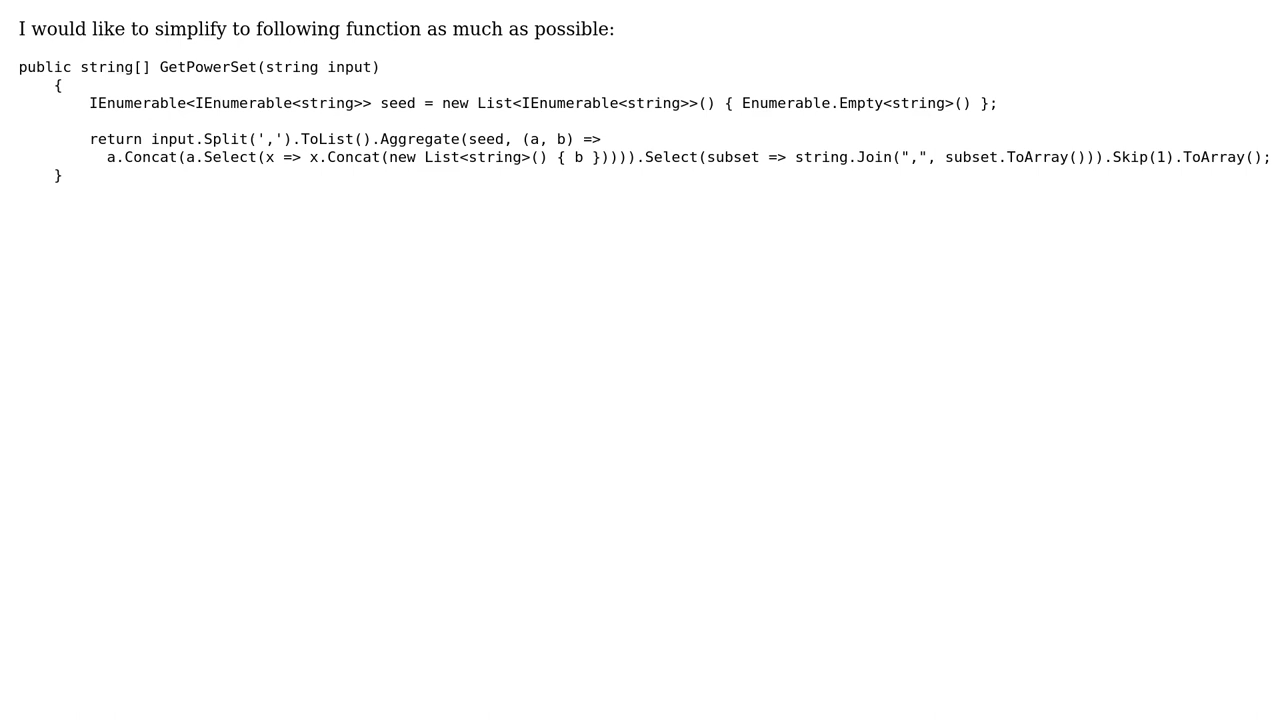 I would like to simplify to following function as much as possible:
public string[] GetPowerSet(string input)
    {
        IEnumerable<IEnumerable<string>> seed = new List<IEnumerable<string>>() { Enumerable.Empty<string>() };

        return input.Split(',').ToList().Aggregate(seed, (a, b) =>
          a.Concat(a.Select(x => x.Concat(new List<string>() { b })))).Select(subset => string.Join(",", subset.ToArray())).Skip(1).ToArray();
    }